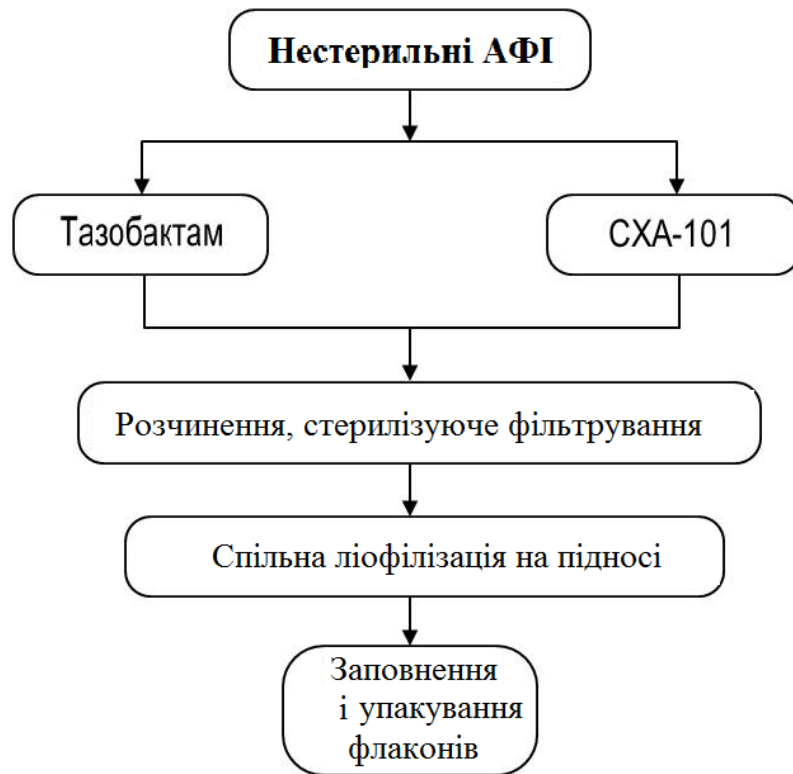 Нестерильні АФІ
Тазобактам
CXA-101
Розчинення, стерилізуюче фільтрування
Спільна ліофілізація на підносі
Заповнення
і упакування
флаконів